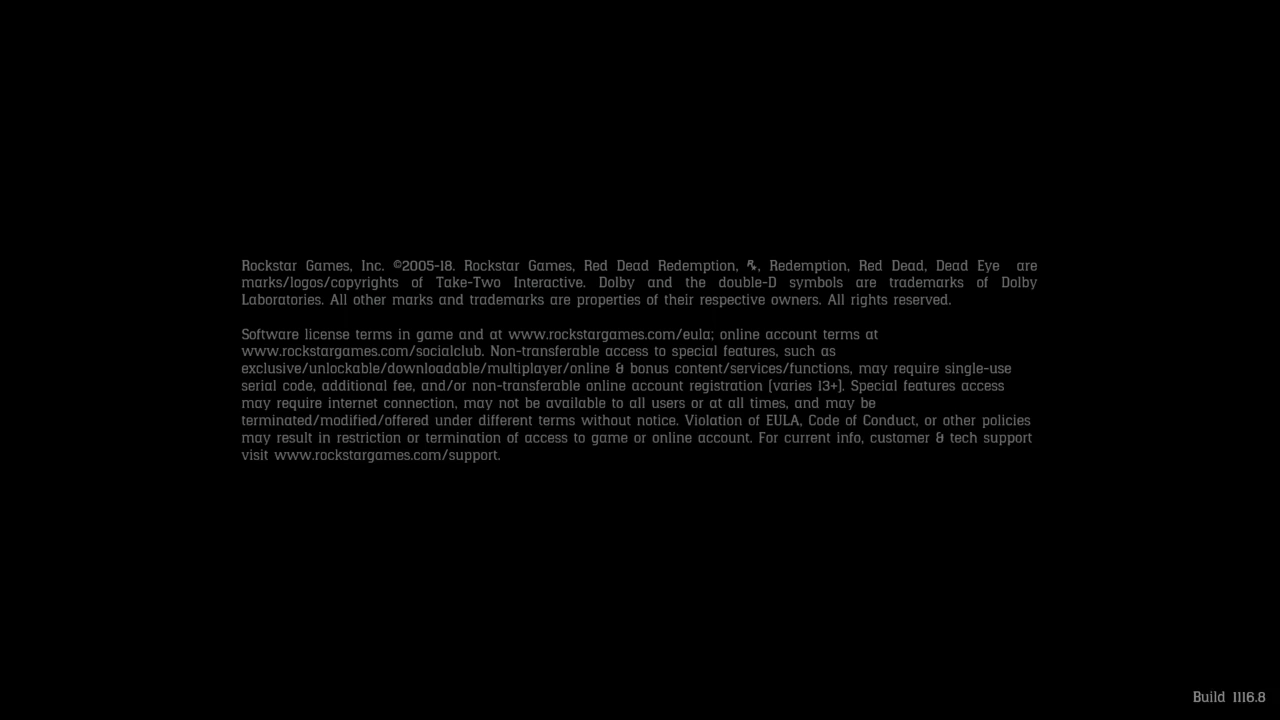 Rockstar Games, Inc. ©2005-18. Rockstar Games, Red Dead Redemption, R*, Redemption, Red Dead, Dead Eye are
marks/logos/copyrights of Take-Two Interactive. Dolby and the double-D symbols are trademarks of Dolby
Laboratories. All other marks and trademarks are properties of their respective owners. All rights reserved.
Software license terms in game and at www.rockstargames.com/eula; online account terms at
www.rockstargames.com/socialclub. Non-transferable access to special features, such as
exclusive/unlockable/downloadable/multiplayer/online & bonus content/services/functions, may require single-use
serial code, additional fee, and/or non-transferable online account registration (varies 13+). Special features access
may require internet connection, may not be available to all users or at all times, and may be
terminated/modified/offered under different terms without notice. Violation of EULA, Code of Conduct, or other policies
may result in restriction or termination of access to game or online account. For current info, customer & tech support
visit www.rockstargames.com/support.
Build 1116.8